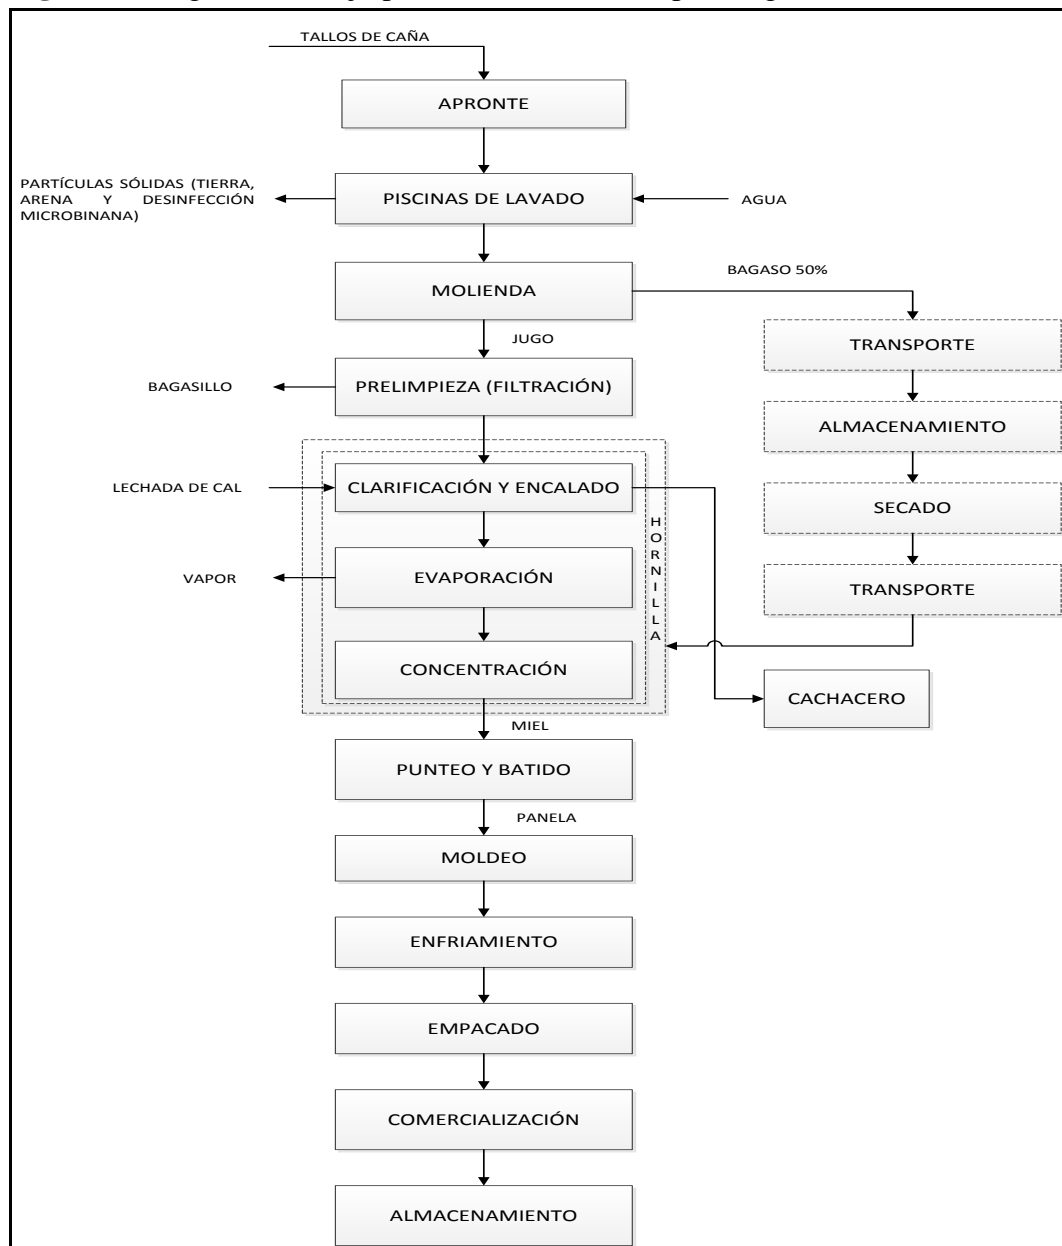 TALLOS DE CAÑA
APRONTE
PARTÍCULAS SÓLIDAS (TIERRA,
ARENA Y DESINFECCIÓN
MICROBINANA)
PISCINAS DE LAVADO
AGUA
MOLIENDA
BAGASO 50%
JUGO
TRANSPORTE
BAGASILLO
PRELIMPIEZA (FILTRACIÓN)
ALMACENAMIENTO
LECHADA DE CAL
CLARIFICACIÓN Y ENCALADO
SECADO
HORNILLA
VAPOR
EVAPORACIÓN
TRANSPORTE
CONCENTRACIÓN
CACHACERO
MIEL
PUNTEO Y BATIDO
PANELA
MOLDEO
ENFRIAMIENTO
EMPACADO
COMERCIALIZACIÓN
ALMACENAMIENTO